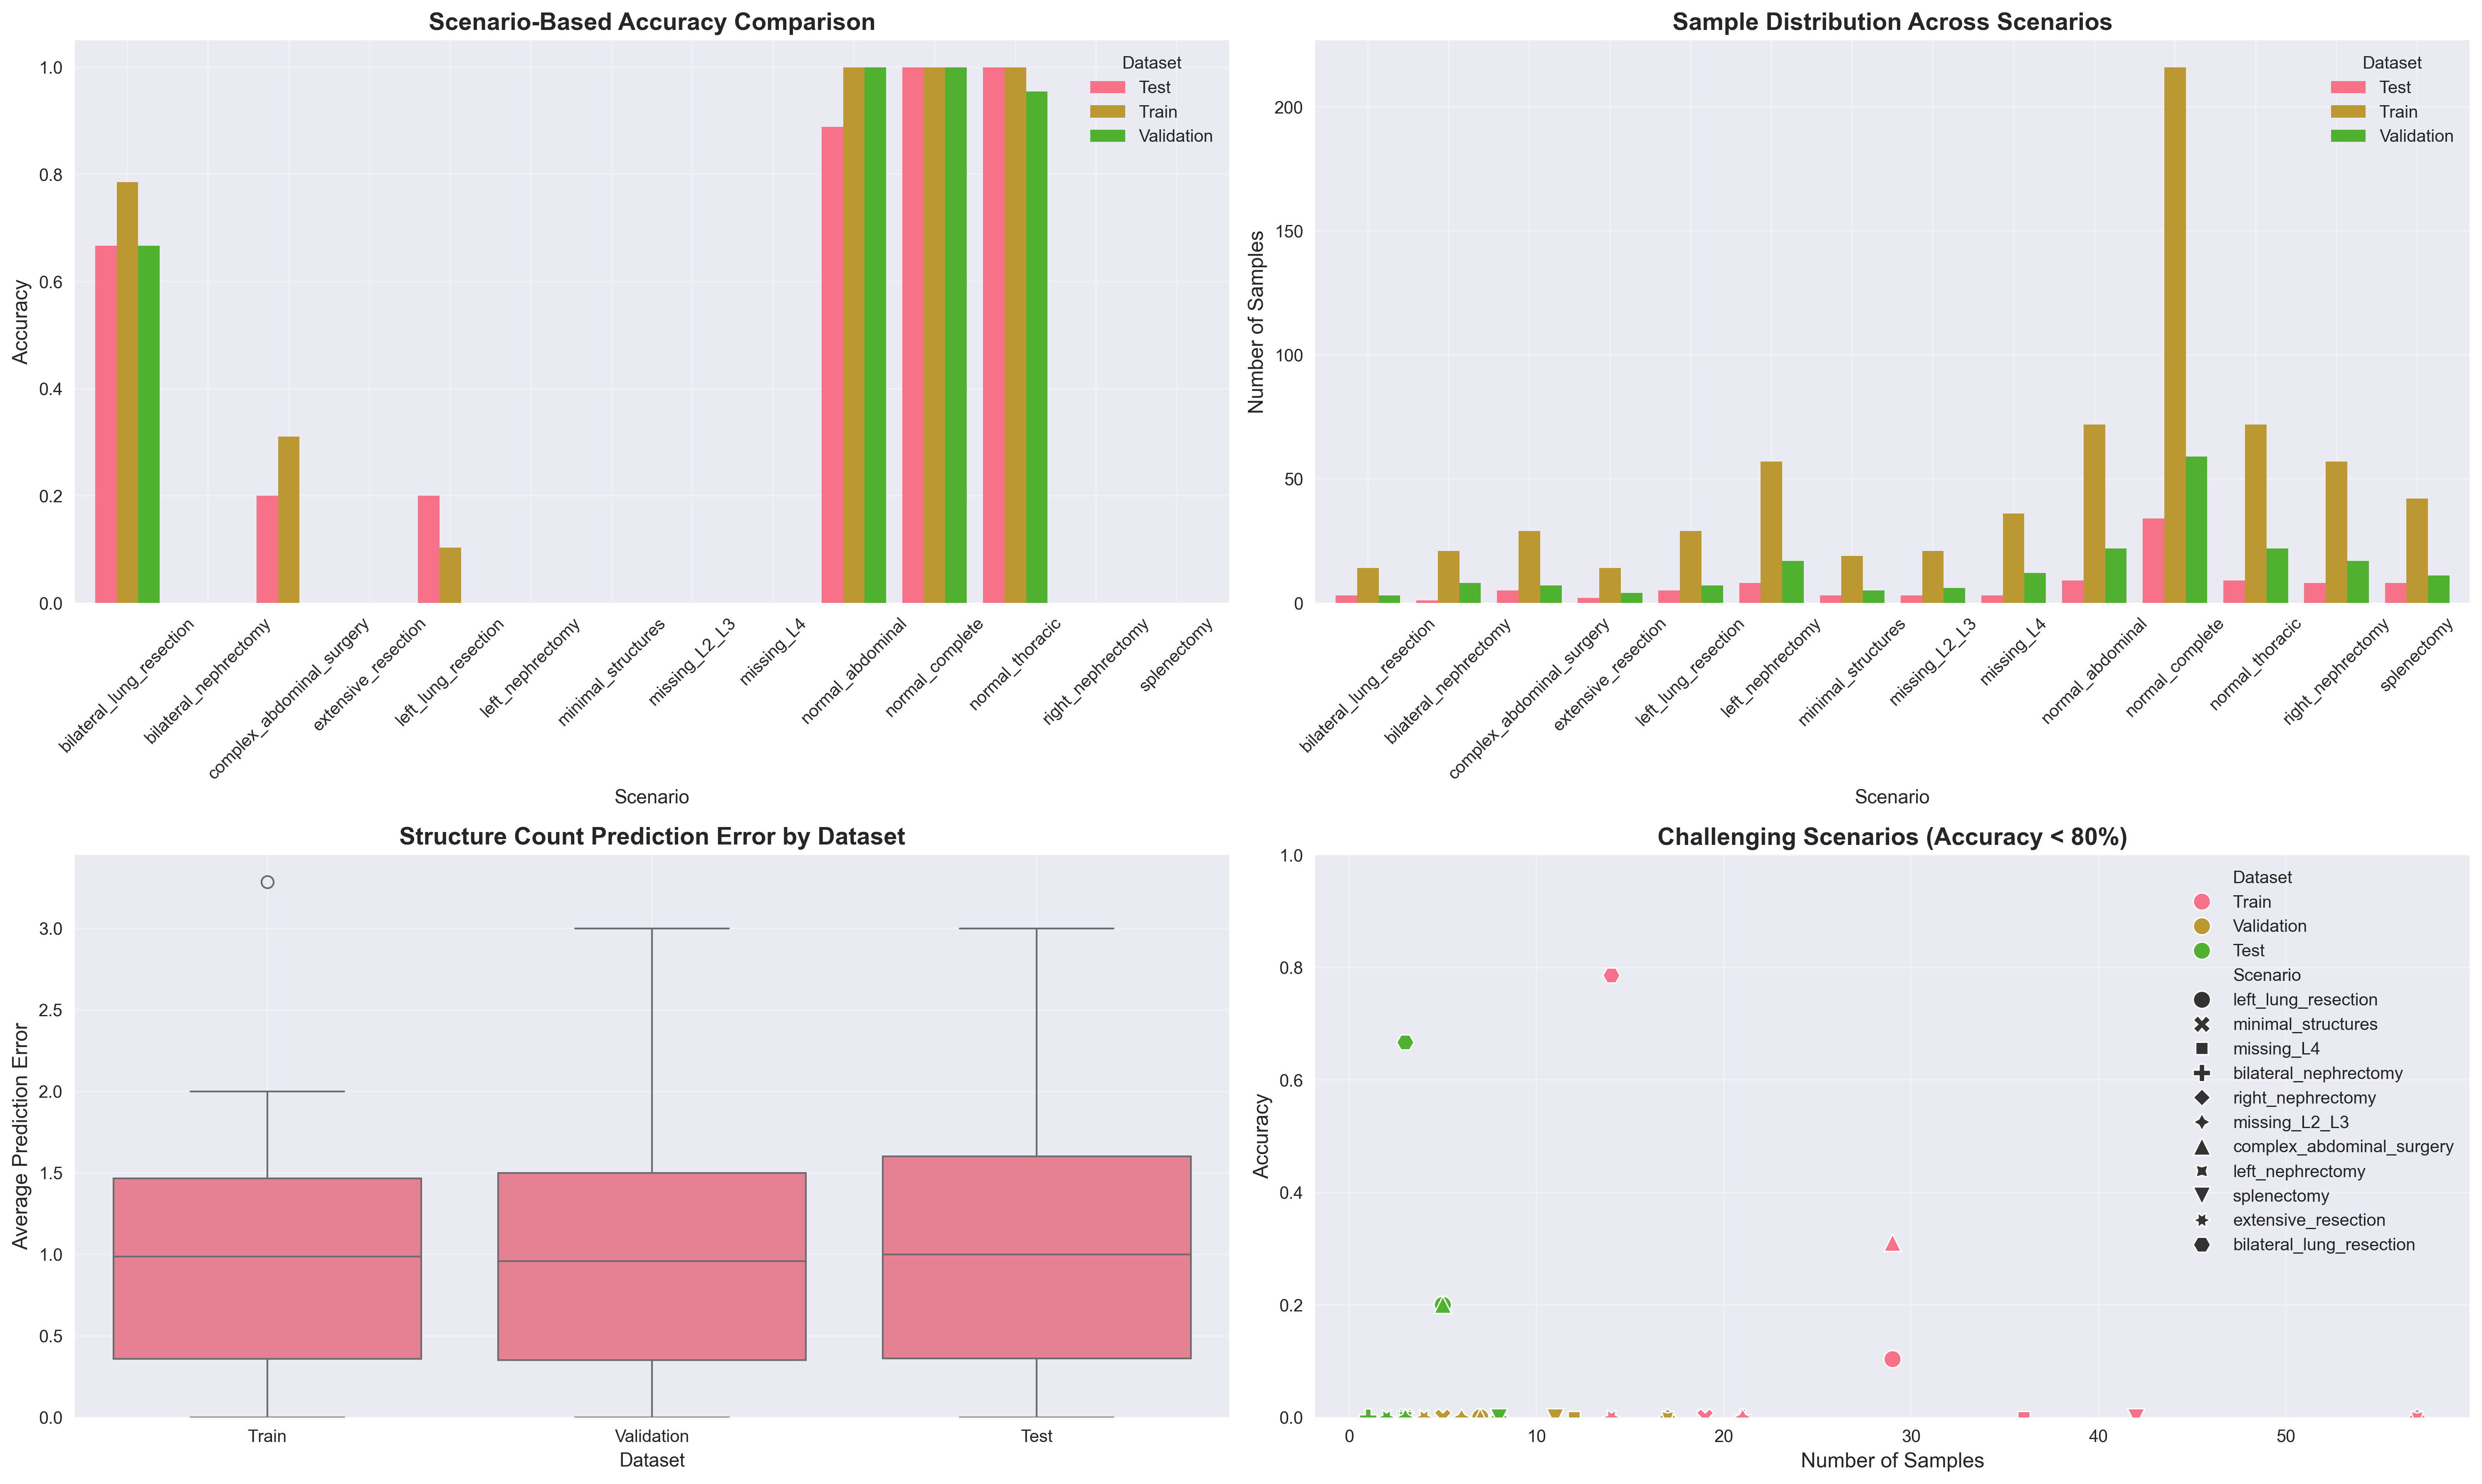 Scenario-Based Accuracy Comparison
Accuracy
1.0
0.8
0.6
0.4
0.2
0.0
Dataset
Test
Train
Validation
bilateral_lung_resection
bilateral_nephrectomy
complex_abdominal_surgery
extensive_resection
left_lung_resection
left_nephrectomy
minimal_structures
missing_L2_L3
missing_L4
normal_abdominal
normal_complete
normal_thoracic
right_nephrectomy
splenectomy
Scenario
Sample Distribution Across Scenarios
Number of Samples
200
150
100
50
0
Dataset
Test
Train
Validation
bilateral_lung_resection
bilateral_nephrectomy
complex_abdominal_surgery
extensive_resection
left_lung_resection
left_nephrectomy
minimal_structures
missing_L2_L3
missing_L4
normal_abdominal
normal_complete
normal_thoracic
right_nephrectomy
splenectomy
Scenario
Structure Count Prediction Error by Dataset
Average Prediction Error
3.0
2.5
2.0
1.5
1.0
0.5
0.0
Train
Validation
Test
Dataset
Challenging Scenarios (Accuracy < 80%)
Accuracy
1.0
0.8
0.6
0.4
0.2
0.0
Dataset
Train
Validation
Test
Scenario
left_lung_resection
minimal_structures
missing_L4
bilateral_nephrectomy
right_nephrectomy
missing_L2_L3
complex_abdominal_surgery
left_nephrectomy
splenectomy
extensive_resection
bilateral_lung_resection
0
10
20
30
40
50
Number of Samples